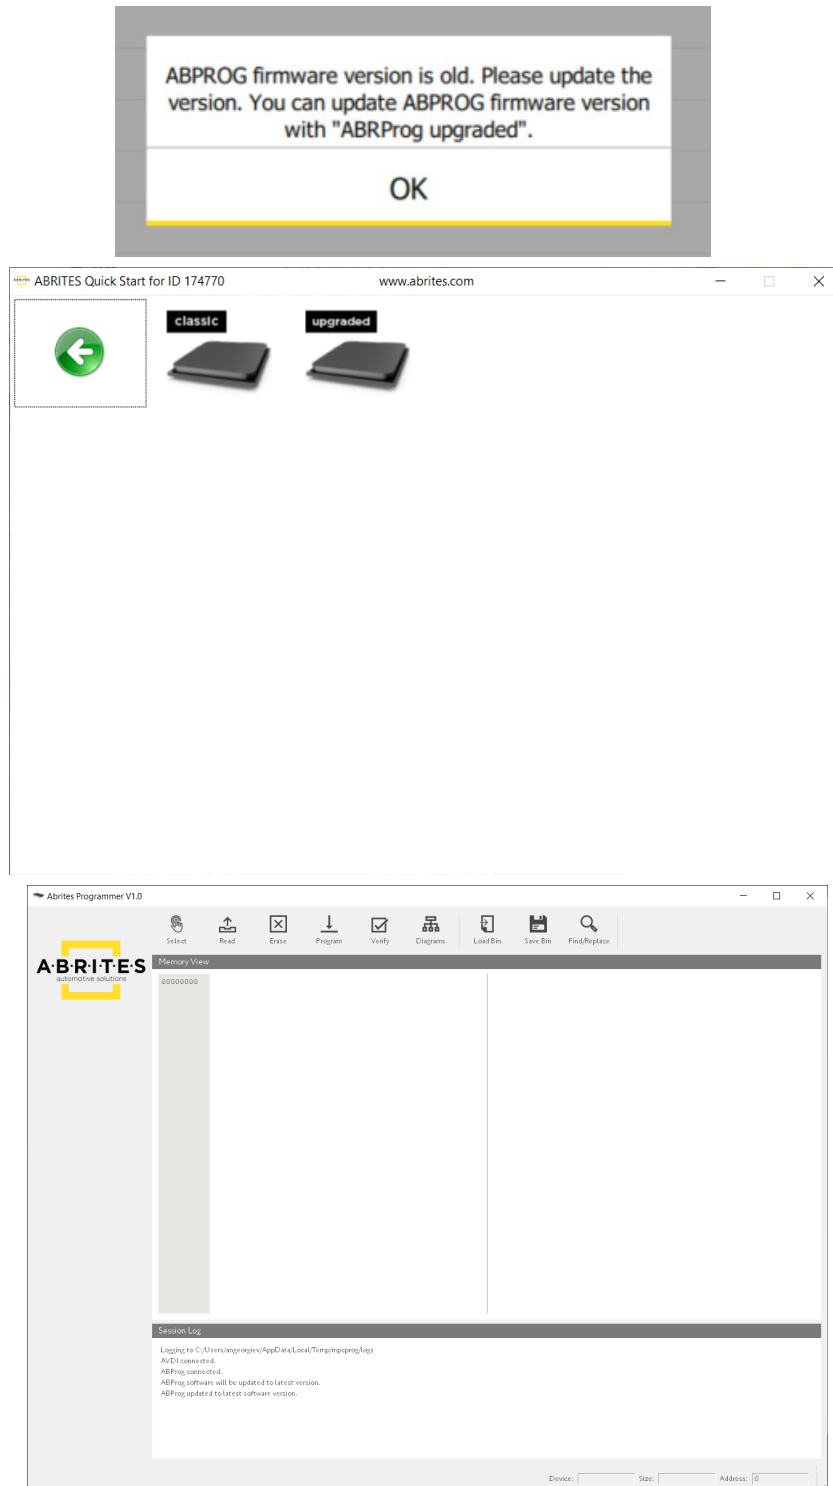 ABPROG firmware version is old. Please update the
version. You can update ABPROG firmware version
with "ABRProg upgraded".
OK
ABRITES Quick Start for ID 174770 www.abrites.com
classic upgraded
Abrites Programmer V1.0
Select Read Erase Program Verify Diagrams Load Bin Save Bin Find/Replace
A·B·R·I·T·E·S
automotive solutions
Memory View
00000000
Session Log
Logging to C:/Users/angeorgiev/AppData/Local/Temp/mpcprog/logs
AVDI connected.
ABProg connected.
ABProg software will be updated to latest version.
ABProg updated to latest software version.
Device: Size: Address: 0